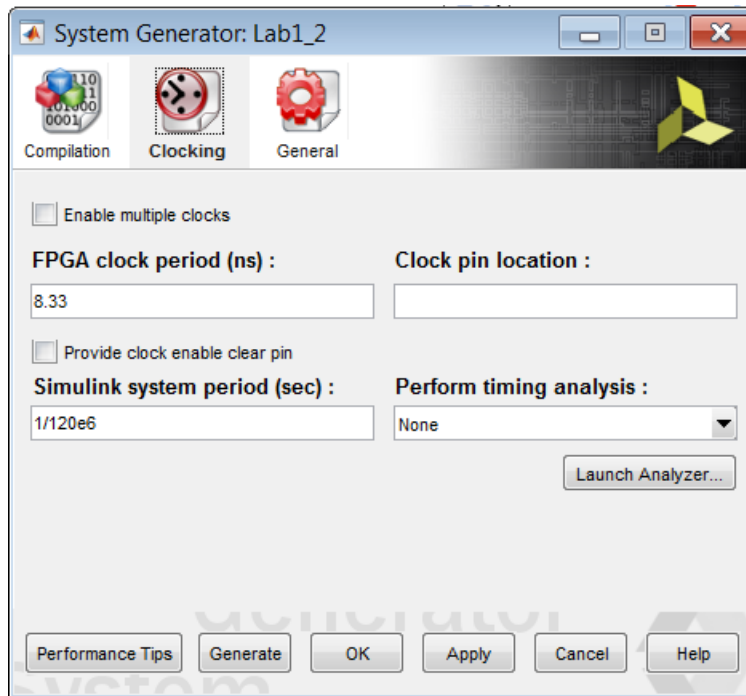 System Generator: Lab1_2
Compilation Clocking General
Enable multiple clocks
FPGA clock period (ns) : Clock pin location :
8.33
Provide clock enable clear pin
Simulink system period (sec) : Perform timing analysis :
1/120e6 None
Launch Analyzer...
Generator
Performance Tips Generate OK Apply Cancel Help
System